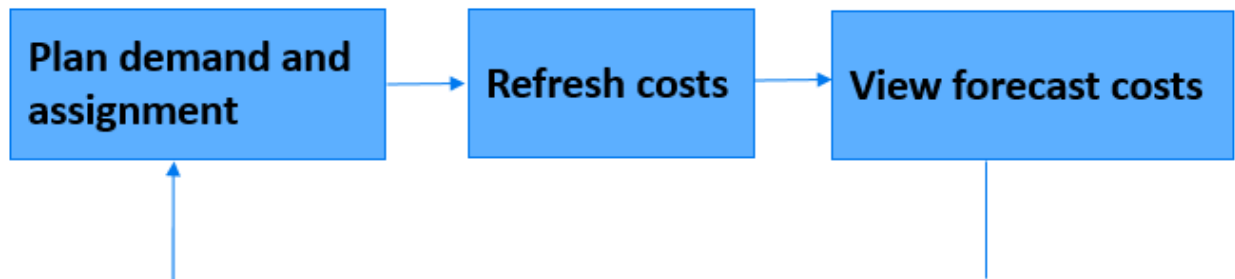 Plan demand and
assignment
Refresh costs
View forecast costs